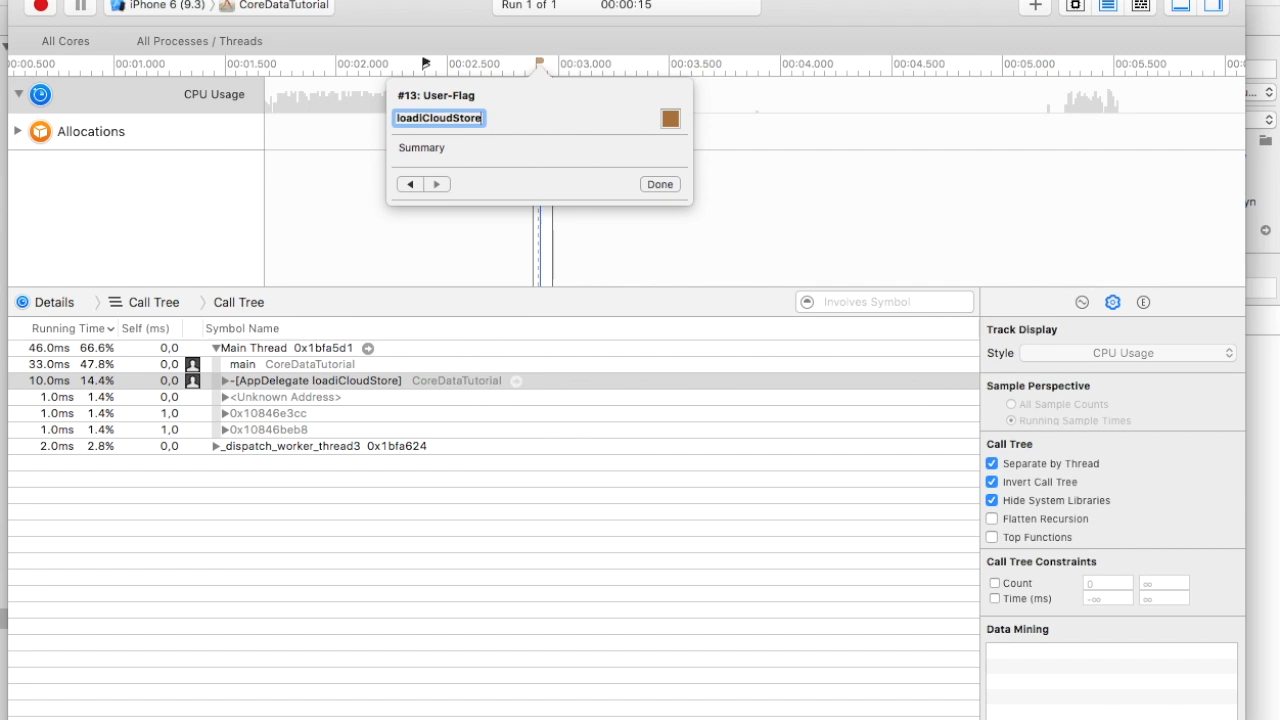 iPhone 6 (9.3) 〉 CoreDataTutorial
Run 1 of 1 00:00:15
All Cores All Processes / Threads
00:00.500 00:01.000 00:01.500 00:02.000 00:02.500 00:03.000 00:03.500 00:04.000 00:04.500 00:05.000 00:05.500
CPU Usage
Allocations
#13: User-Flag
loadiCloudStore
Summary
Done
Details 〉 Call Tree 〉 Call Tree
Involves Symbol
Running Time Self (ms) Symbol Name
46.0ms 66.6% 0,0 Main Thread 0x1bfa5d1
33.0ms 47.8% 0,0 main CoreDataTutorial
10.0ms 14.4% 0,0 -[AppDelegate loadiCloudStore] CoreDataTutorial
1.0ms 1.4% 0,0 <Unknown Address>
1.0ms 1.4% 1,0 0x10846e3cc
1.0ms 1.4% 1,0 0x10846beb8
2.0ms 2.8% 0,0 _dispatch_worker_thread3 0x1bfa624
E
Track Display
Style CPU Usage
Sample Perspective
All Sample Counts
Running Sample Times
Call Tree
Separate by Thread
Invert Call Tree
Hide System Libraries
Flatten Recursion
Top Functions
Call Tree Constraints
Count 0 ∞
Time (ms) -∞ ∞
Data Mining